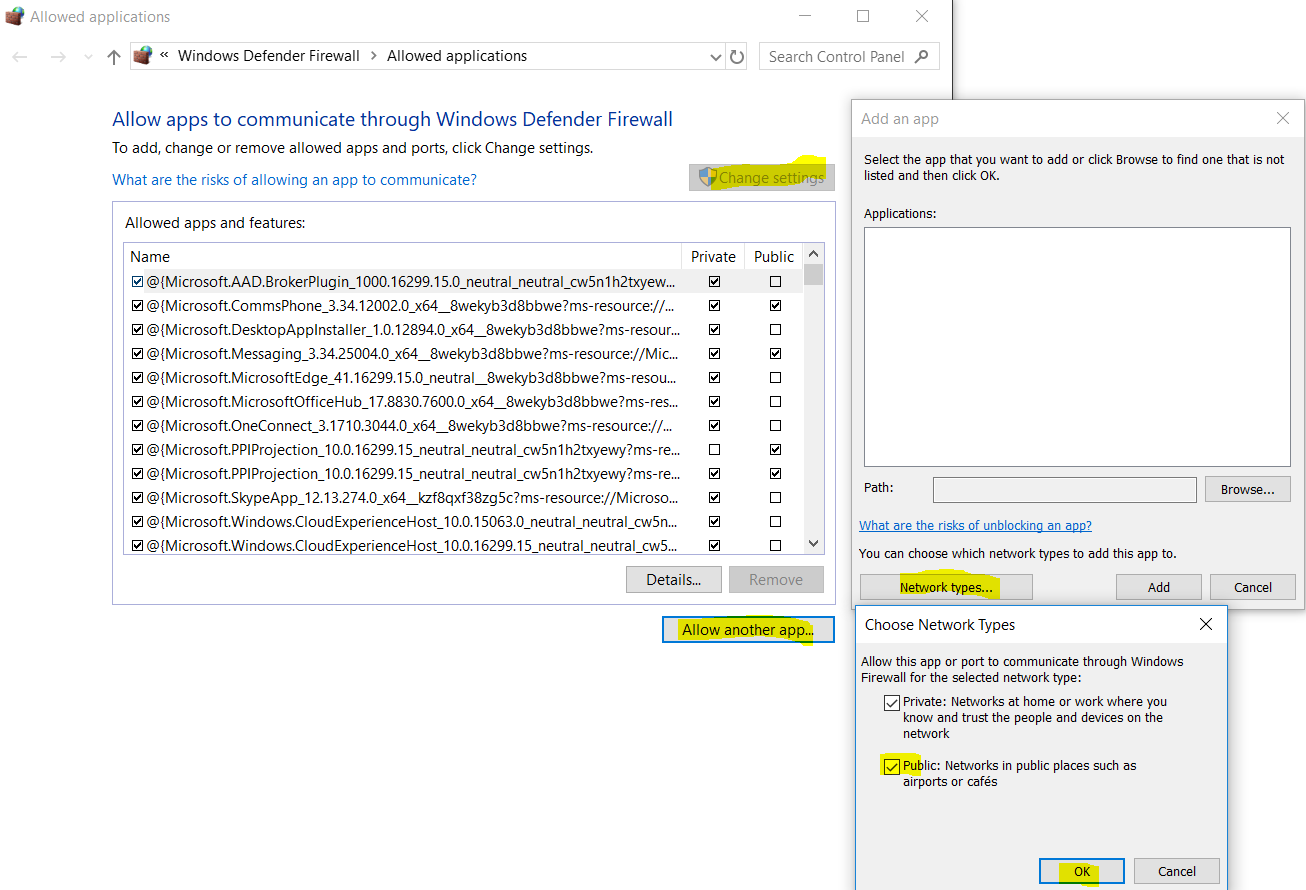 Allowed applications
« Windows Defender Firewall > Allowed applications
Search Control Panel
Allow apps to communicate through Windows Defender Firewall
To add, change or remove allowed apps and ports, click Change settings.
What are the risks of allowing an app to communicate?
Change settings
Allowed apps and features:
Name Private Public
@{Microsoft.AAD.BrokerPlugin_1000.16299.15.0_neutral_neutral_cw5n1h2txyew...
@{Microsoft.CommsPhone_3.34.12002.0_x64__8wekyb3d8bbwe?ms-resource://...
@{Microsoft.DesktopAppInstaller_1.0.12894.0_x64__8wekyb3d8bbwe?ms-resour...
@{Microsoft.Messaging_3.34.25004.0_x64__8wekyb3d8bbwe?ms-resource://Mic...
@{Microsoft.MicrosoftEdge_41.16299.15.0_neutral__8wekyb3d8bbwe?ms-resou...
@{Microsoft.MicrosoftOfficeHub_17.8830.7600.0_x64__8wekyb3d8bbwe?ms-res...
@{Microsoft.OneConnect_3.1710.3044.0_x64__8wekyb3d8bbwe?ms-resource://...
@{Microsoft.PPIProjection_10.0.16299.15_neutral_neutral_cw5n1h2txyewy?ms-re...
@{Microsoft.PPIProjection_10.0.16299.15_neutral_neutral_cw5n1h2txyewy?ms-re...
@{Microsoft.SkypeApp_12.13.274.0_x64__kzf8qxf38zg5c?ms-resource://Microso...
@{Microsoft.Windows.CloudExperienceHost_10.0.15063.0_neutral_neutral_cw5n...
@{Microsoft.Windows.CloudExperienceHost_10.0.16299.15_neutral_neutral_cw5...
Details... Remove
Allow another app...
Add an app
Select the app that you want to add or click Browse to find one that is not
listed and then click OK.
Applications:
Path: Browse...
What are the risks of unblocking an app?
You can choose which network types to add this app to.
Network types... Add Cancel
Choose Network Types
Allow this app or port to communicate through Windows
Firewall for the selected network type:
Private: Networks at home or work where you
know and trust the people and devices on the
network
Public: Networks in public places such as
airports or cafés
OK Cancel